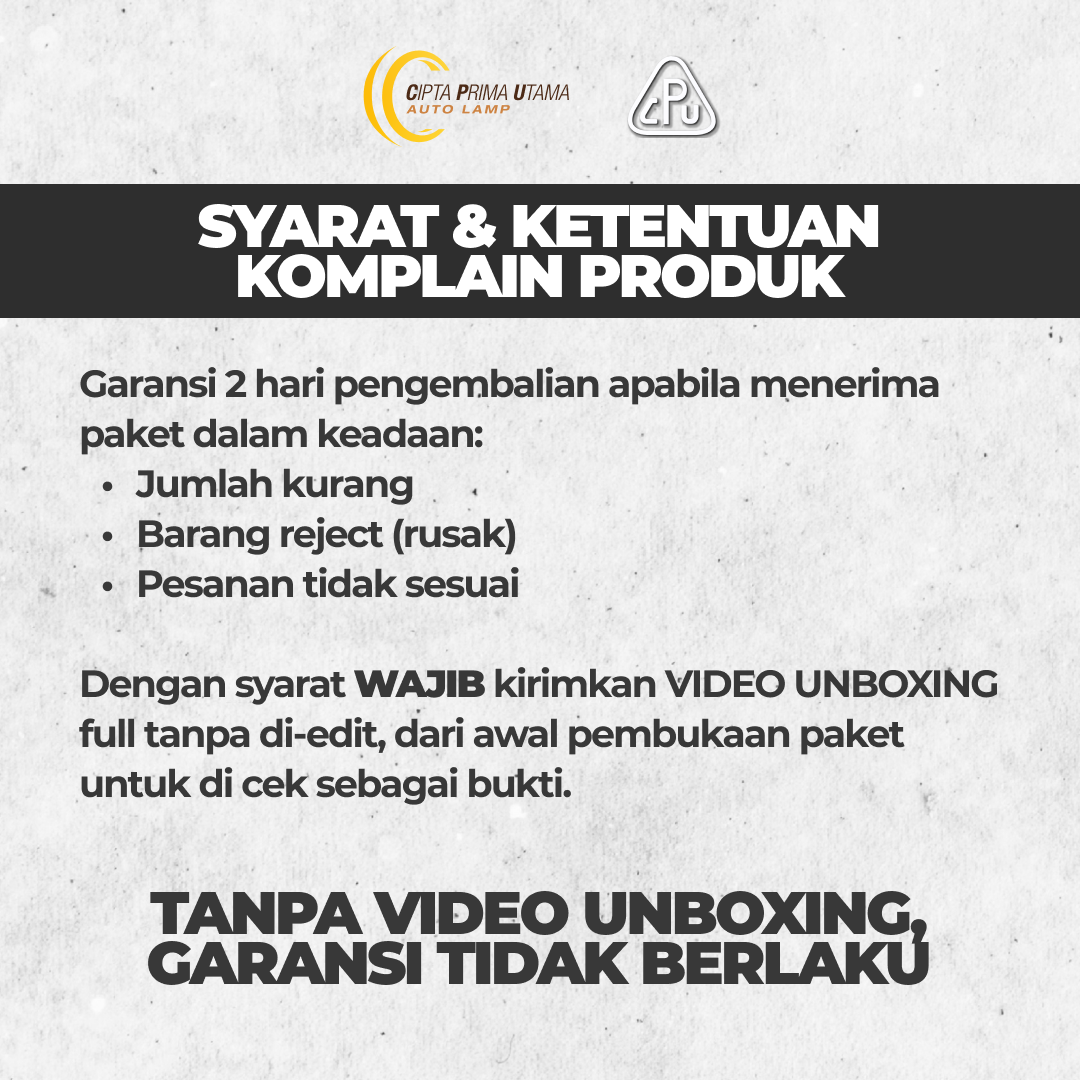 CIPTA PRIMA UTAMA
AUTO LAMP
CPU
SYARAT & KETENTUAN
KOMPLAIN PRODUK
Garansi 2 hari pengembalian apabila menerima
paket dalam keadaan:
• Jumlah kurang
• Barang reject (rusak)
• Pesanan tidak sesuai
Dengan syarat WAJIB kirimkan VIDEO UNBOXING
full tanpa di-edit, dari awal pembukaan paket
untuk di cek sebagai bukti.
TANPA VIDEO UNBOXING,
GARANSI TIDAK BERLAKU